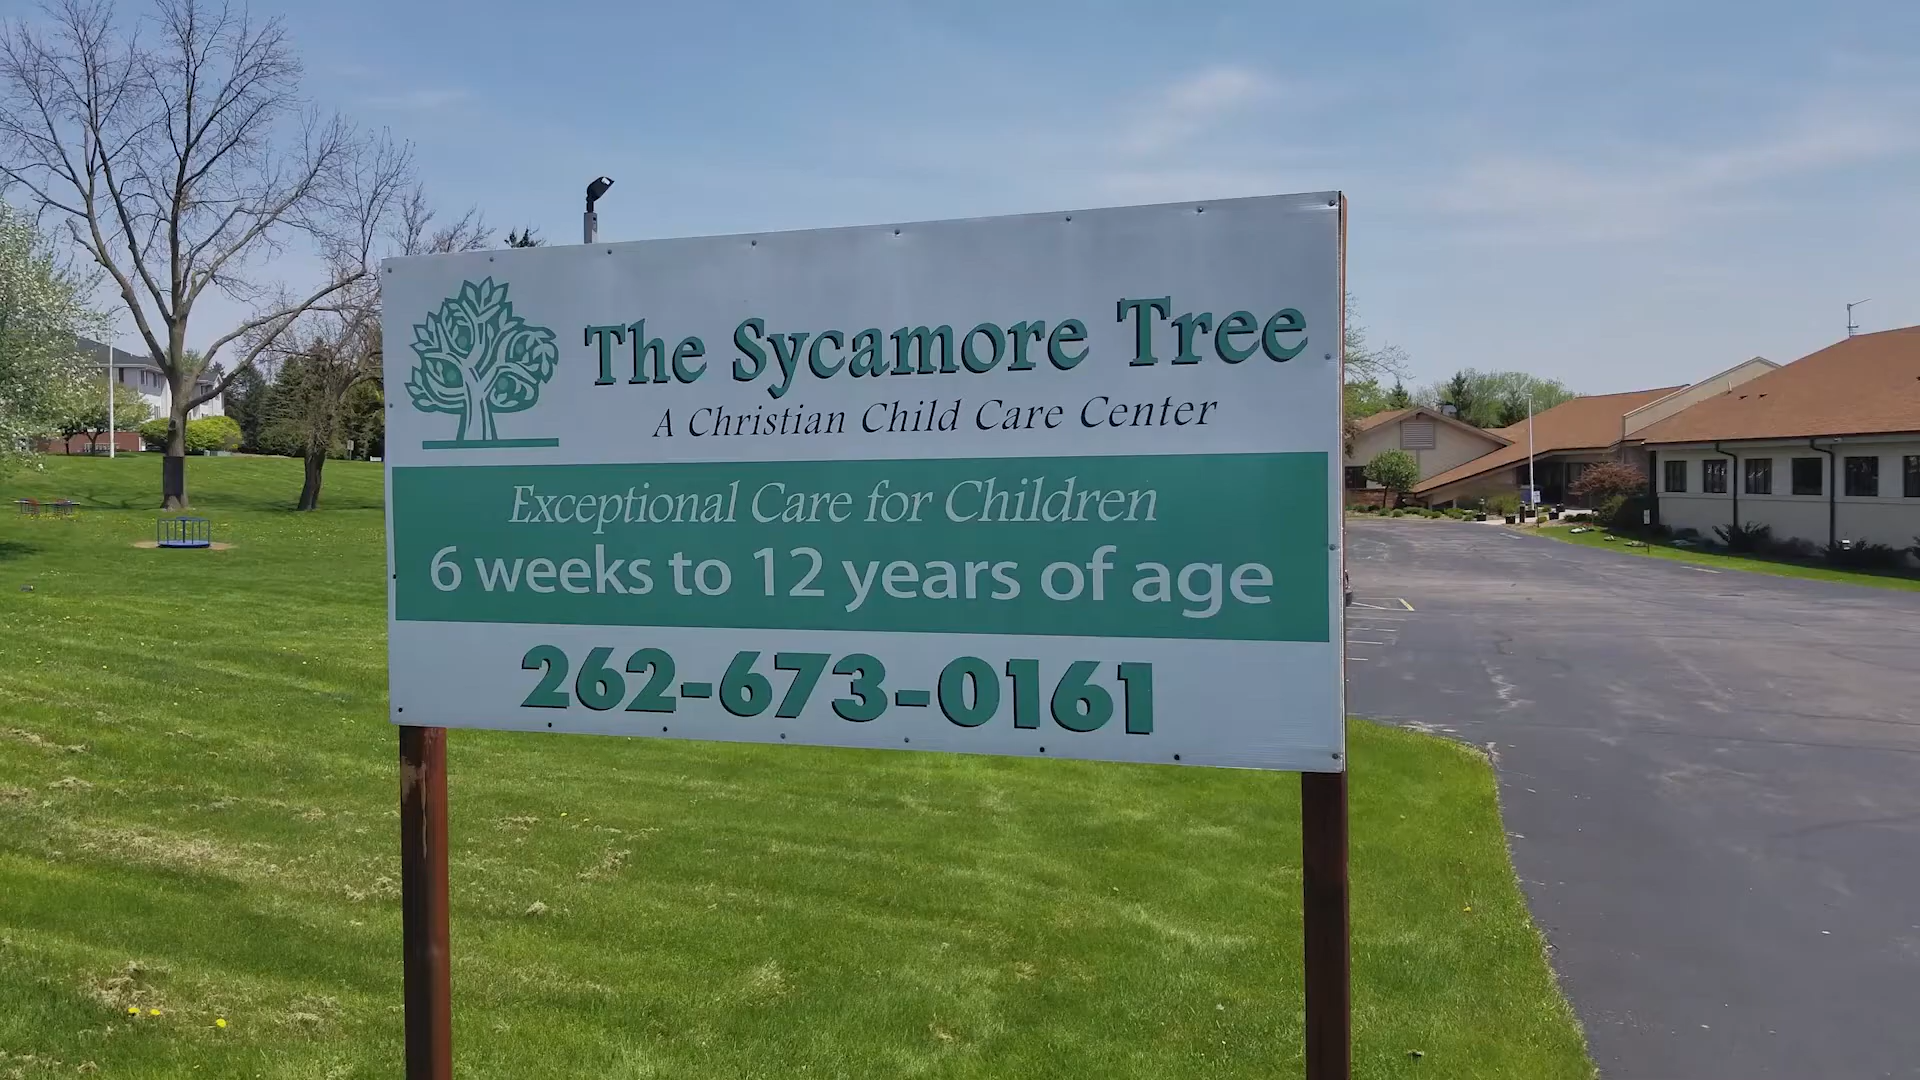 The Sycamore Tree
A Christian Child Care Center
Exceptional Care for Children
6 weeks to 12 years of age
262-673-0161